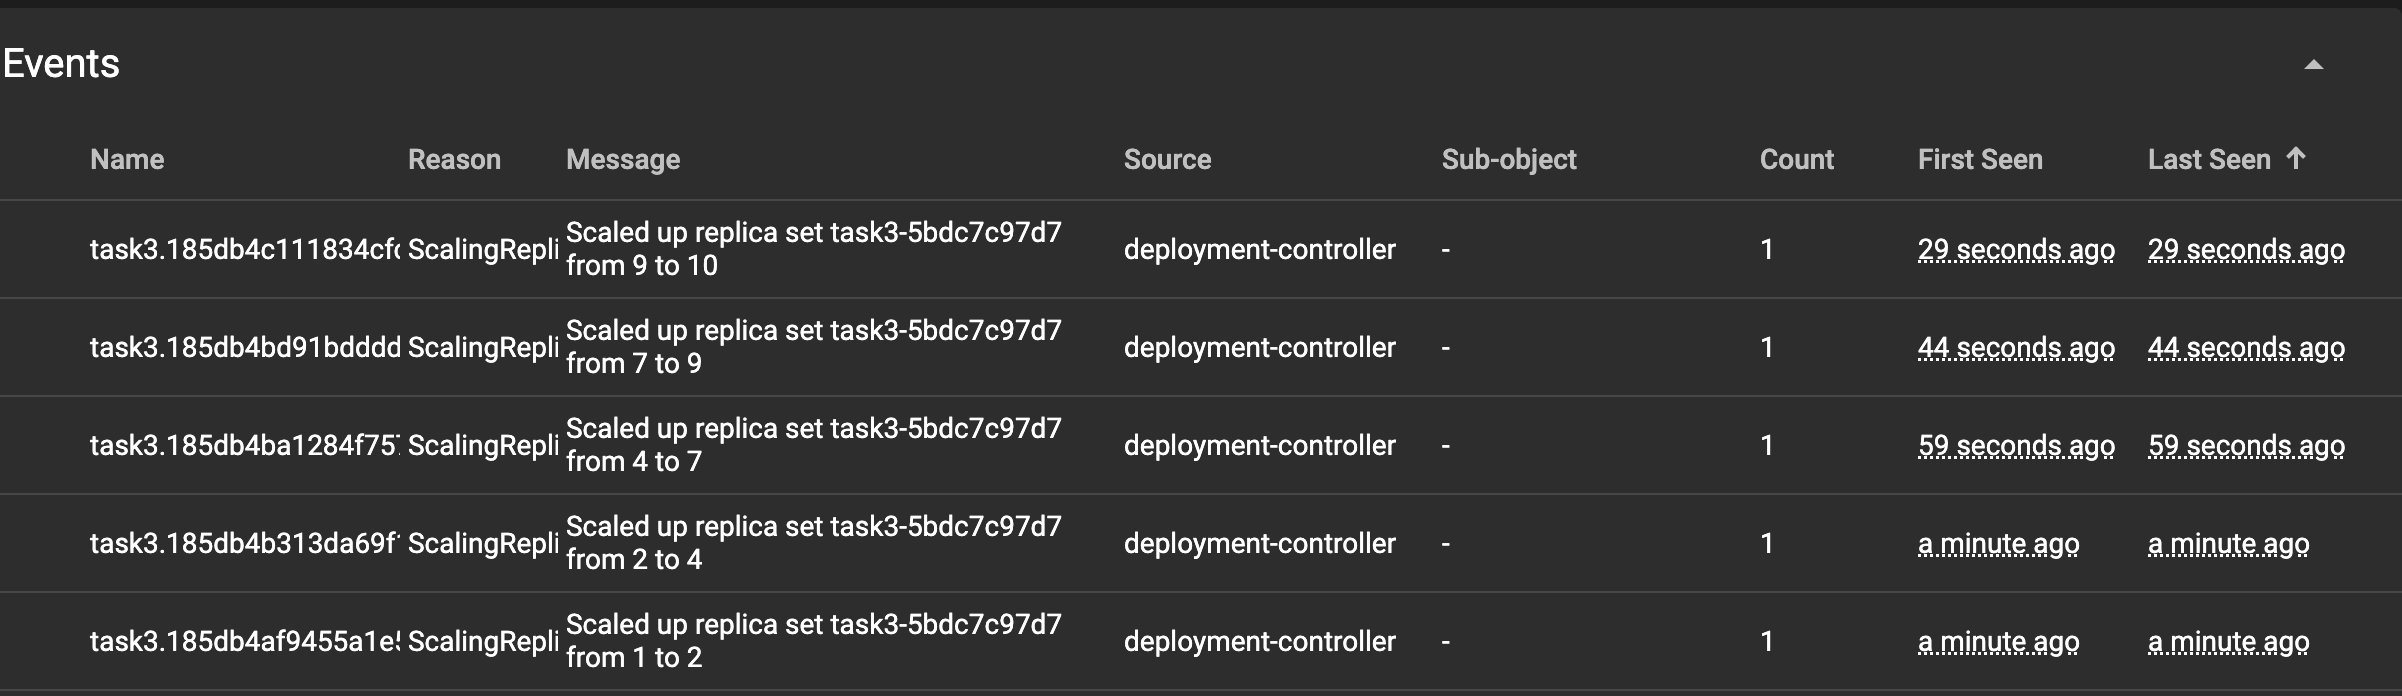 Events
Name Reason Message Source Sub-object Count First Seen Last Seen
task3.185db4c111834cf ScalingRepli Scaled up replica set task3-5bdc7c97d7 from 9 to 10 deployment-controller - 1 29 seconds ago 29 seconds ago
task3.185db4bd91bdddd ScalingRepli Scaled up replica set task3-5bdc7c97d7 from 7 to 9 deployment-controller - 1 44 seconds ago 44 seconds ago
task3.185db4ba1284f75 ScalingRepli Scaled up replica set task3-5bdc7c97d7 from 4 to 7 deployment-controller - 1 59 seconds ago 59 seconds ago
task3.185db4b313da69f ScalingRepli Scaled up replica set task3-5bdc7c97d7 from 2 to 4 deployment-controller - 1 a minute ago a minute ago
task3.185db4af9455a1e ScalingRepli Scaled up replica set task3-5bdc7c97d7 from 1 to 2 deployment-controller - 1 a minute ago a minute ago